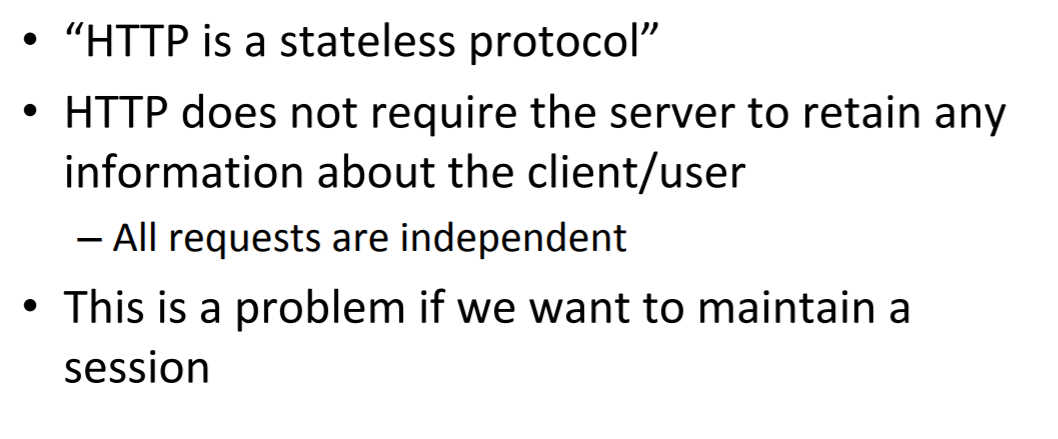 • “HTTP is a stateless protocol”
• HTTP does not require the server to retain any
information about the client/user
– All requests are independent
• This is a problem if we want to maintain a
session